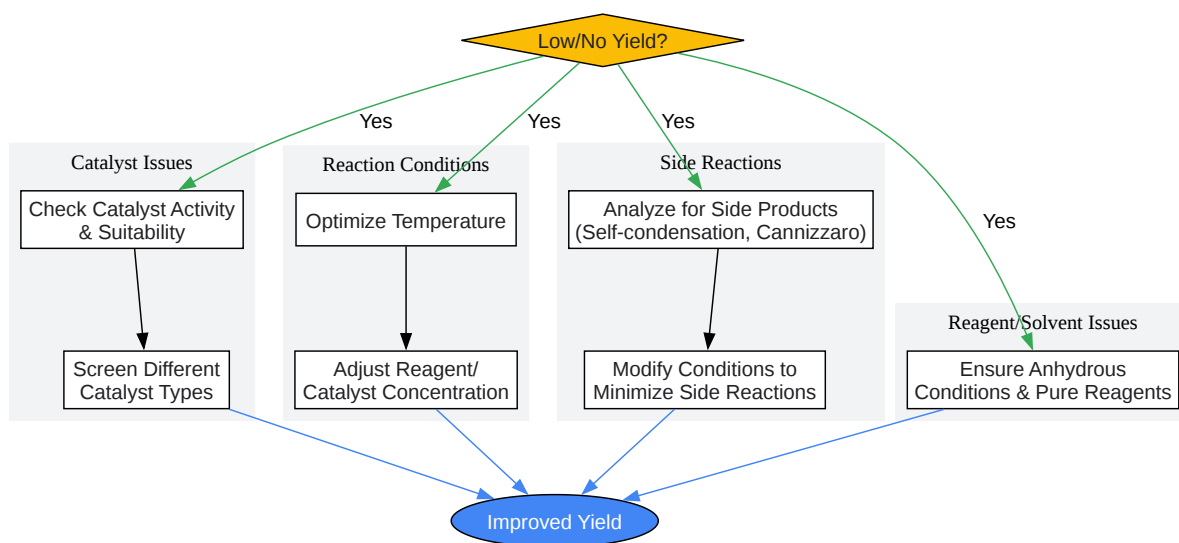 Low/No Yield?
Yes
Yes
Yes
Yes
Catalyst Issues
Check Catalyst Activity
& Suitability
Screen Different
Catalyst Types
Reaction Conditions
Optimize Temperature
Adjust Reagent/
Catalyst Concentration
Side Reactions
Analyze for Side Products
(Self-condensation, Cannizzaro)
Modify Conditions to
Minimize Side Reactions
Reagent/Solvent Issues
Ensure Anhydrous
Conditions & Pure Reagents
Improved Yield